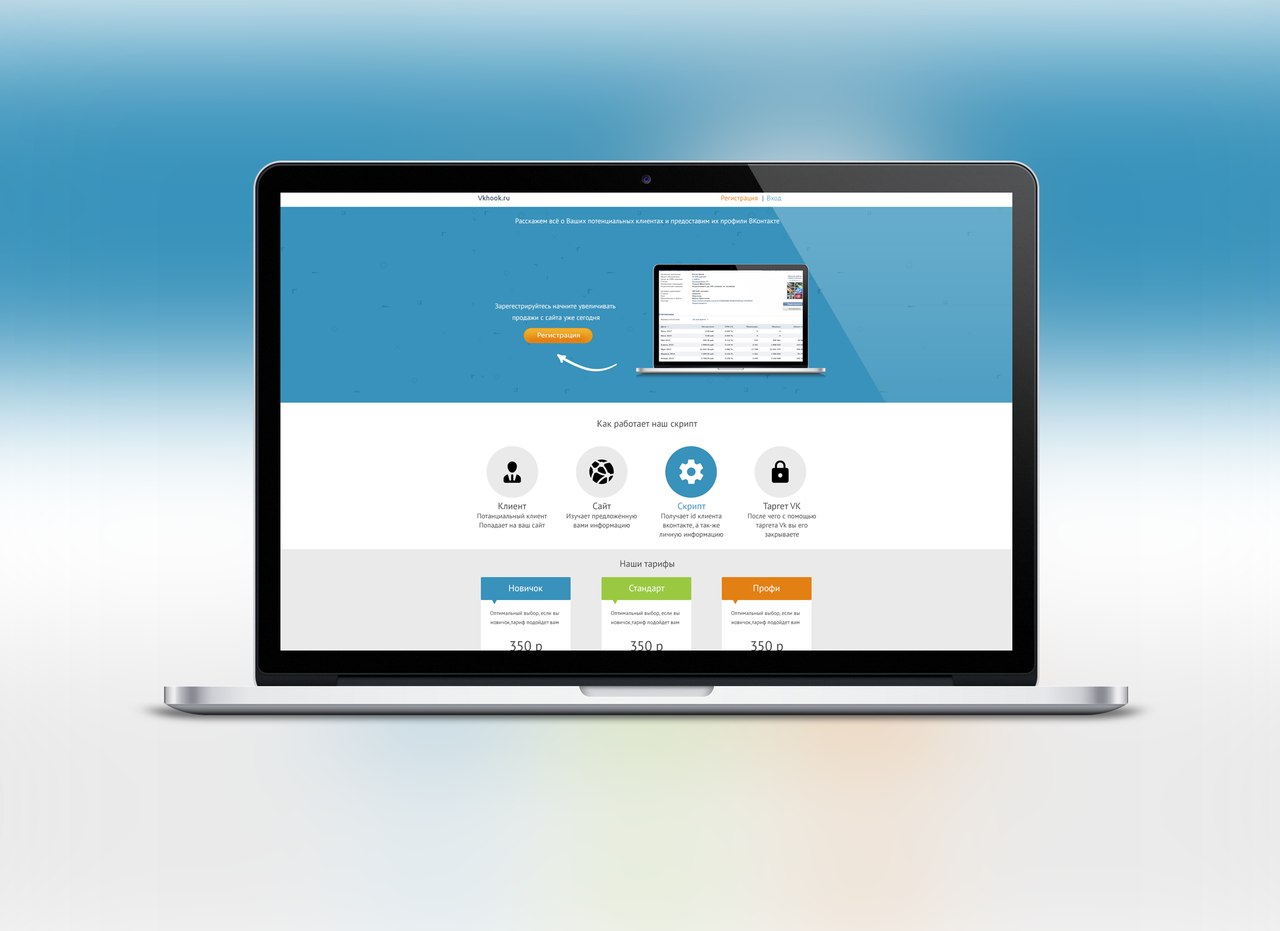 Vkhook.ru
Регистрация | Вход
Расскажем всё о Ваших потенциальных клиентах и предоставим их профили ВКонтакте
Зарегестрируйтесь начните увеличивать
продажи с сайта уже сегодня
Регистрация
Как работает наш скрипт
Клиент
Потанциальный клиент
Попадает на ваш сайт
Сайт
Изучает предложенную
вами информацию
Скрипт
Получает id клиента
вконтакте, а так-же
личную информацию
Таргет VK
После чего с помощью
таргета Vk вы его
закрываете
Наши тарифы
Новичок
Оптимальный выбор, если вы
новичок,тариф подойдет вам
350 р
Стандарт
Оптимальный выбор, если вы
новичок,тариф подойдет вам
350 р
Профи
Оптимальный выбор, если вы
новичок,тариф подойдет вам
350 р